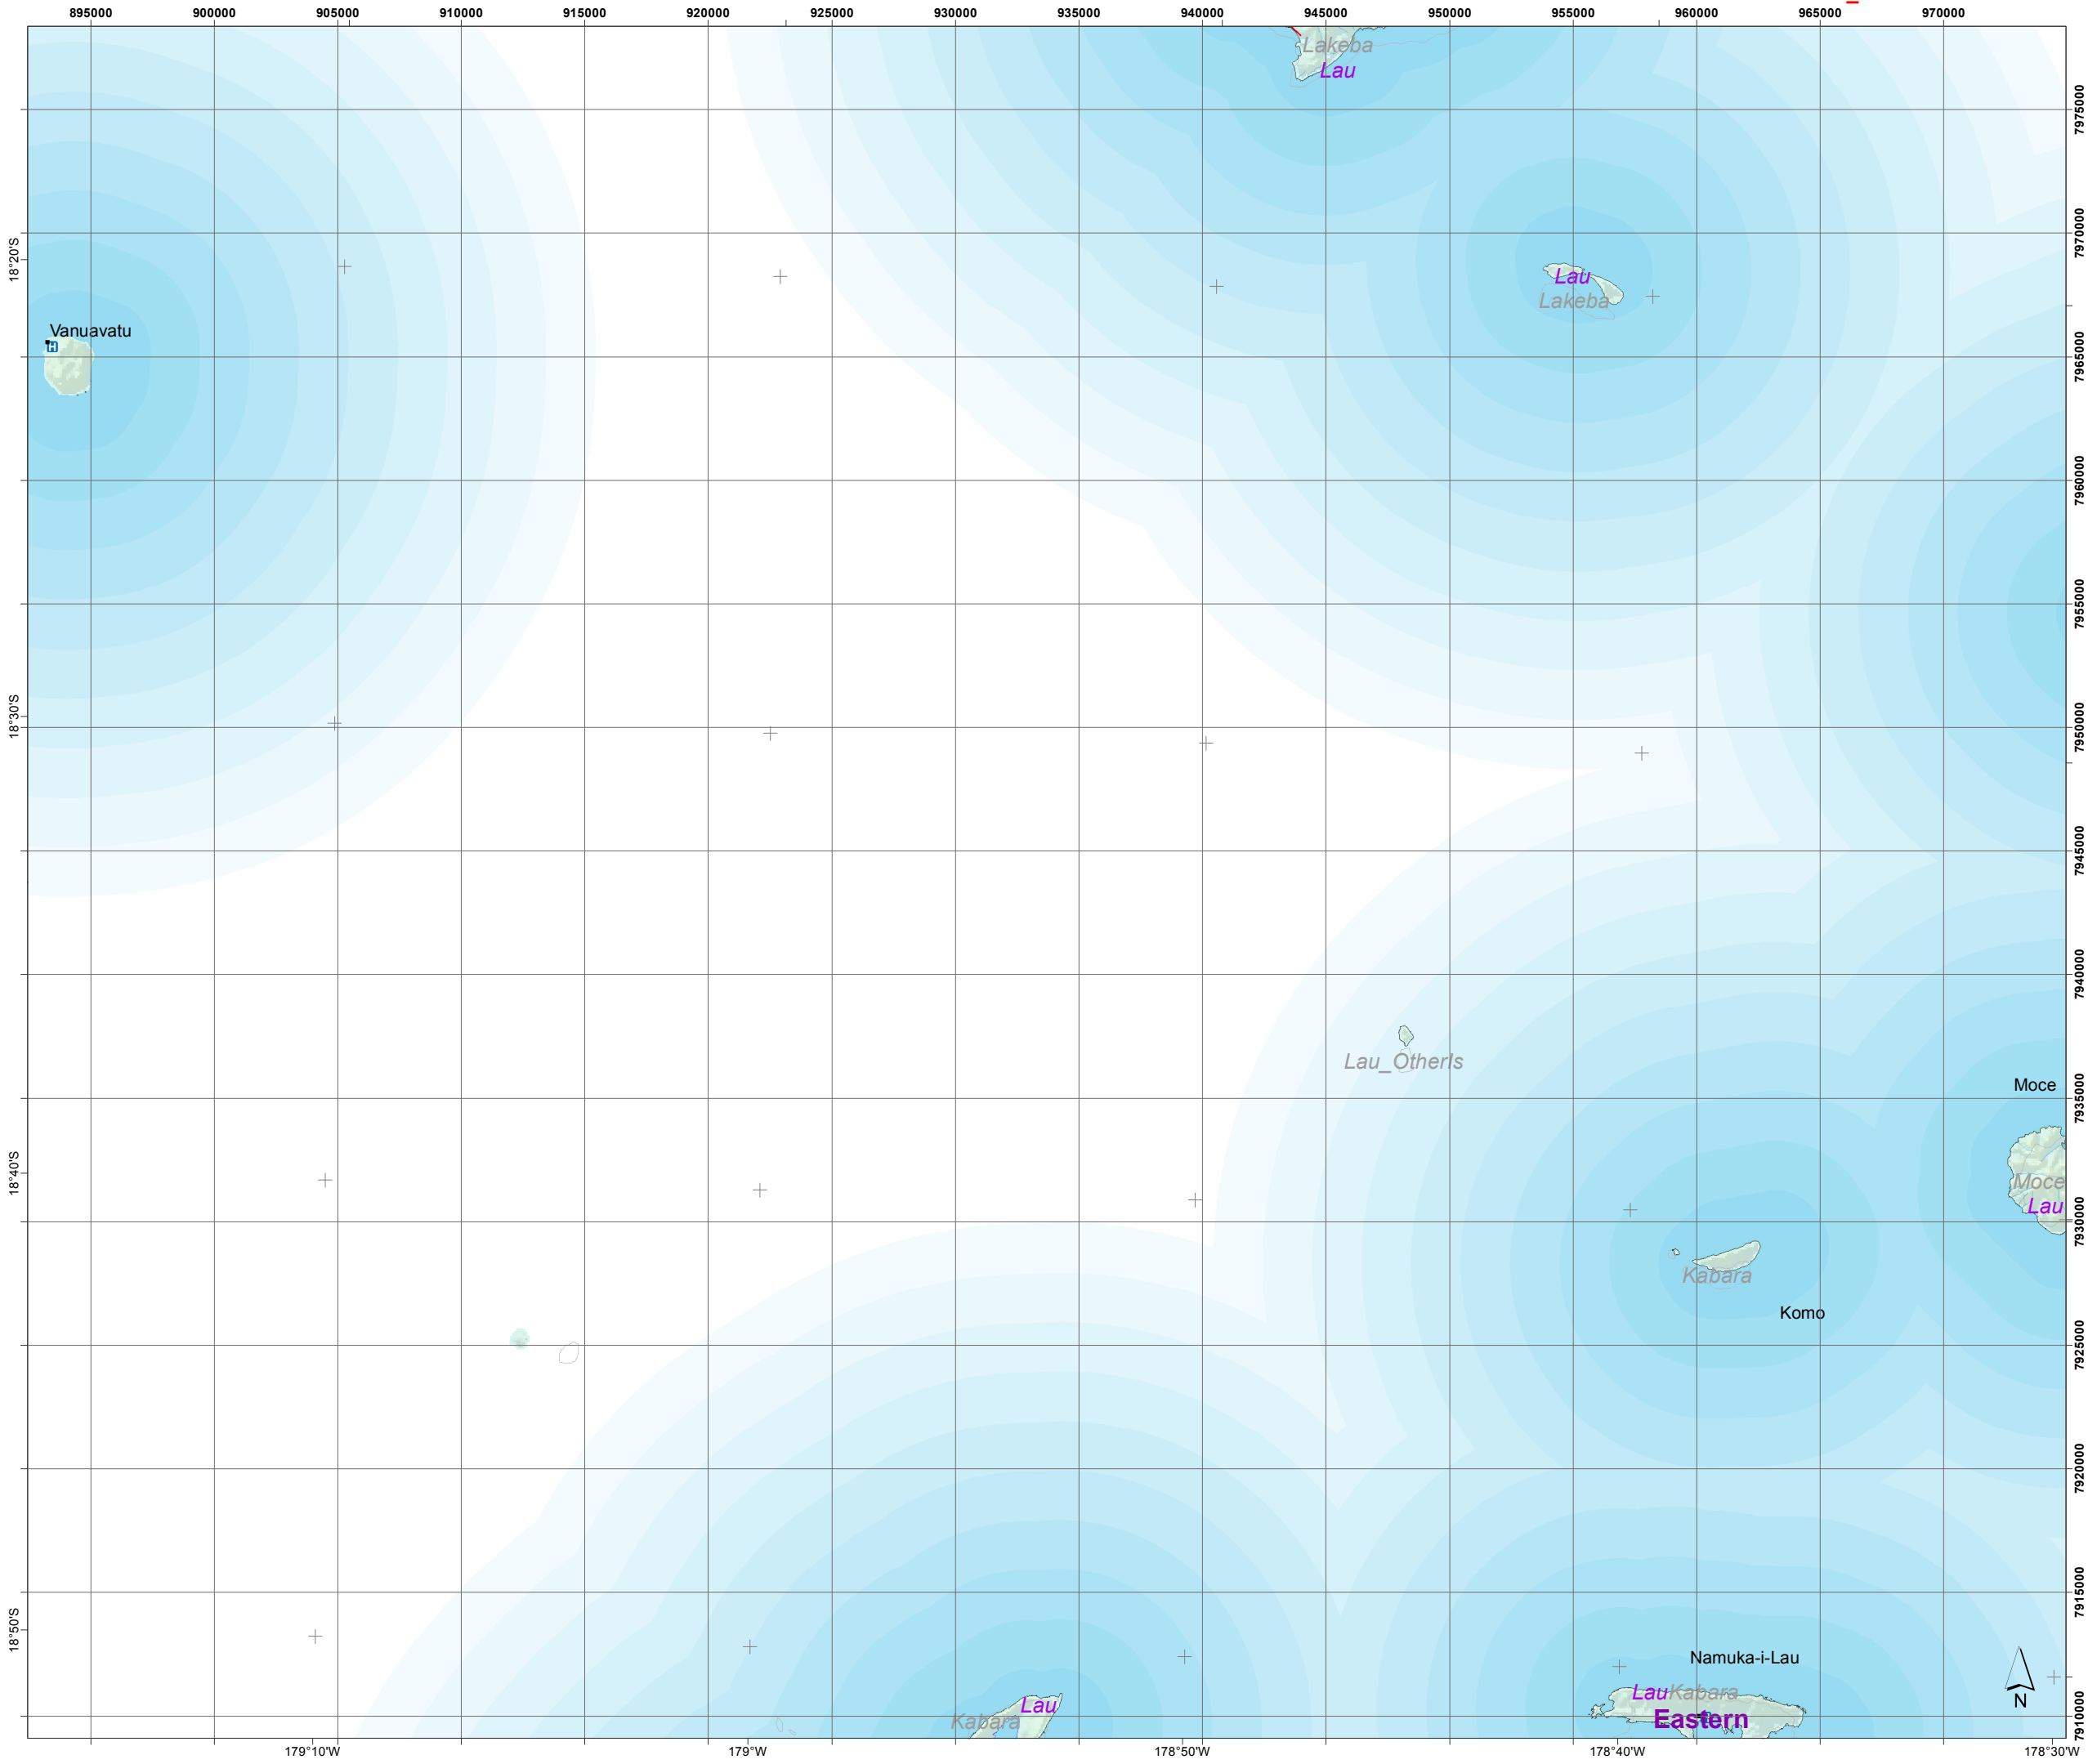 895000 900000 905000 910000 915000 920000 925000 930000 935000 940000 945000 950000 955000 960000 965000 970000
Lakeba
Lau
7975000
7970000
18°20'S
Lau
Lakeba
Vanuavatu
H
7965000
7960000
7955000
18°30'S
7950000
7945000
7940000
Lau_OtherIs
Moce
7935000
18°40'S
Moce
Lau
7930000
Kabara
Komo
7925000
7920000
7915000
18°50'S
Namuka-i-Lau
Lau Kabara
Lau
Kabara
Eastern
N
7910000
179°10'W 179°W 178°50'W 178°40'W 178°30'W